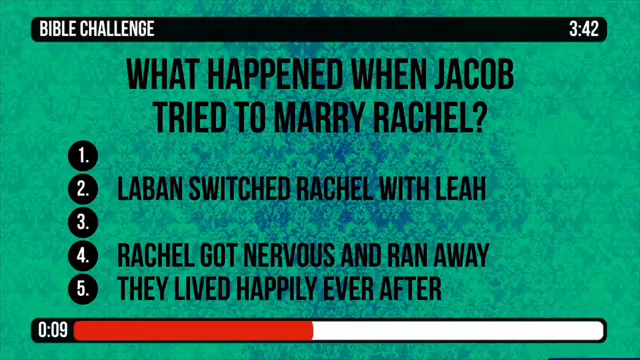 BIBLE CHALLENGE 3:42
WHAT HAPPENED WHEN JACOB
TRIED TO MARRY RACHEL?
1.
2. LABAN SWITCHED RACHEL WITH LEAH
3.
4. RACHEL GOT NERVOUS AND RAN AWAY
5. THEY LIVED HAPPILY EVER AFTER
0:09